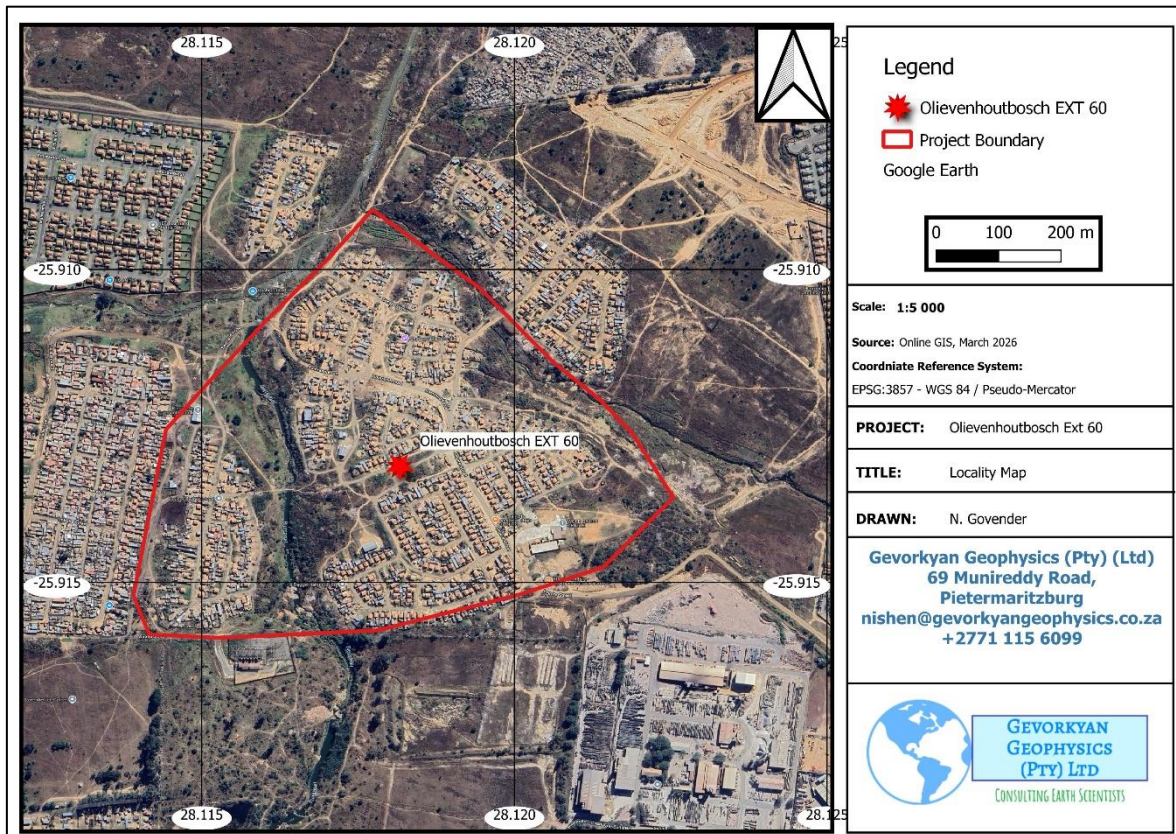 28.115
28.120
25
-25.910
-25.910
Olievenhoutbosch EXT 60
-25.915
-25.915
28.115
28.120
28.125
Legend
Olievenhoutbosch EXT 60
Project Boundary
Google Earth
0 100 200 m
Scale: 1:5 000
Source: Online GIS, March 2026
Coordniate Reference System:
EPSG:3857 - WGS 84 / Pseudo-Mercator
PROJECT: Olievenhoutbosch Ext 60
TITLE: Locality Map
DRAWN: N. Govender
Gevorkyan Geophysics (Pty) (Ltd)
69 Munireddy Road,
Pietermaritzburg
nishen@gevorkyangeophysics.co.za
+2771 115 6099
GEVORKYAN
GEOPHYSICS
(PTY) LTD
CONSULTING EARTH SCIENTISTS